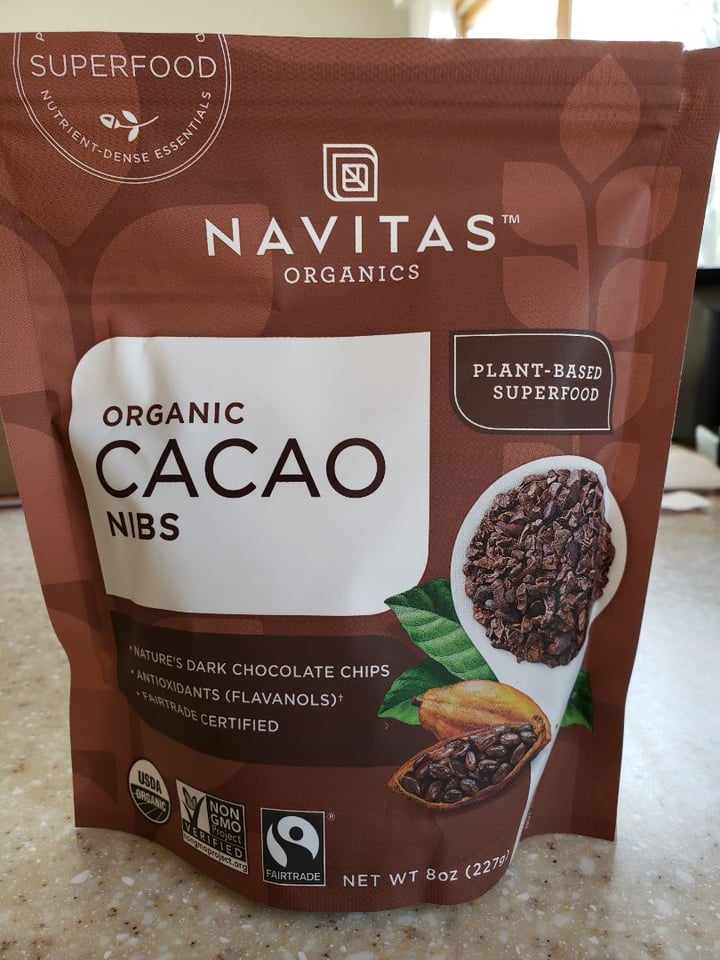 SUPERFOOD
NUTRIENT-DENSE ESSENTIALS
NAVITAS™
ORGANICS
PLANT-BASED
SUPERFOOD
ORGANIC
CACAO
NIBS
• NATURE'S DARK CHOCOLATE CHIPS
• ANTIOXIDANTS (FLAVANOLS)†
• FAIRTRADE CERTIFIED
USDA
ORGANIC
NON
GMO
Project
VERIFIED
nongmoproject.org
®
FAIRTRADE
NET WT 8oz (227g)